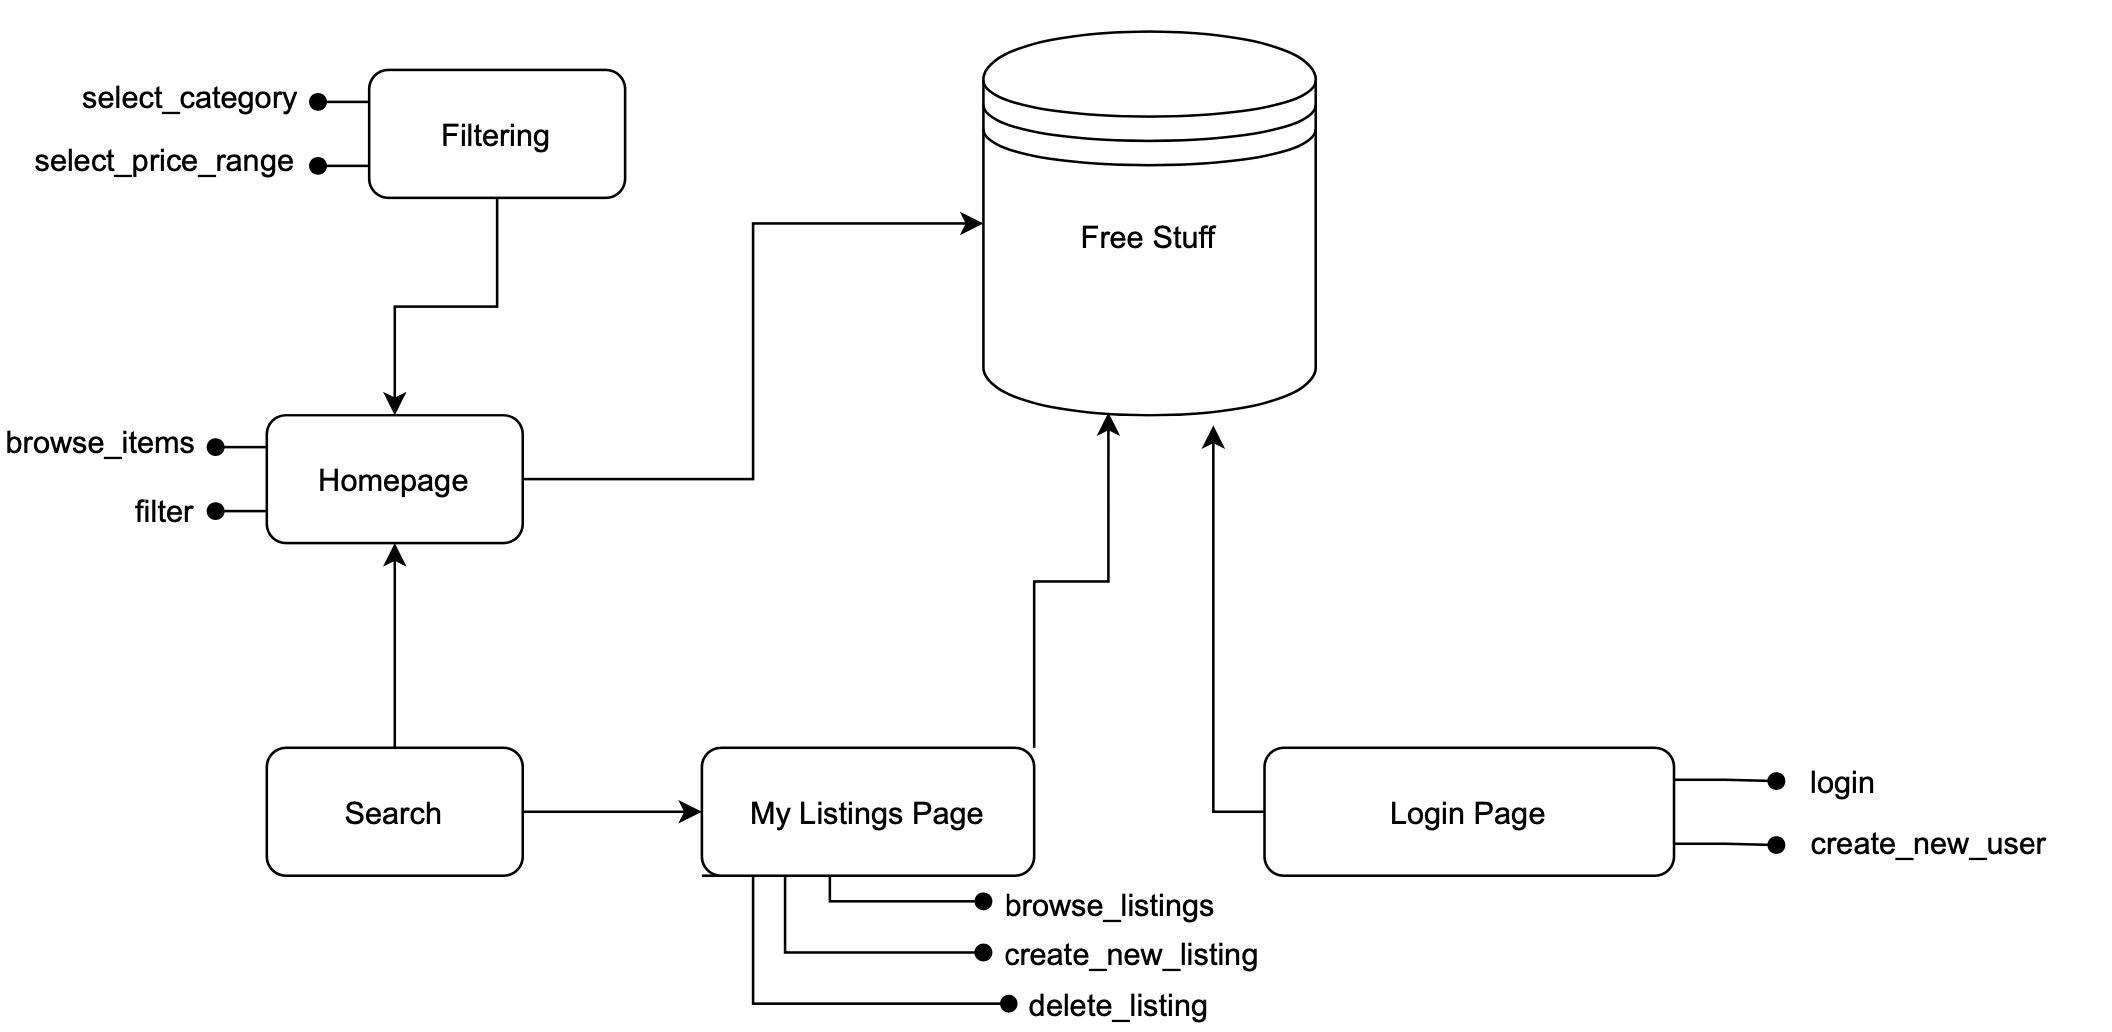 select_category
Filtering
select_price_range
Free Stuff
browse_items
Homepage
filter
Search
My Listings Page
Login Page
login
create_new_user
browse_listings
create_new_listing
delete_listing